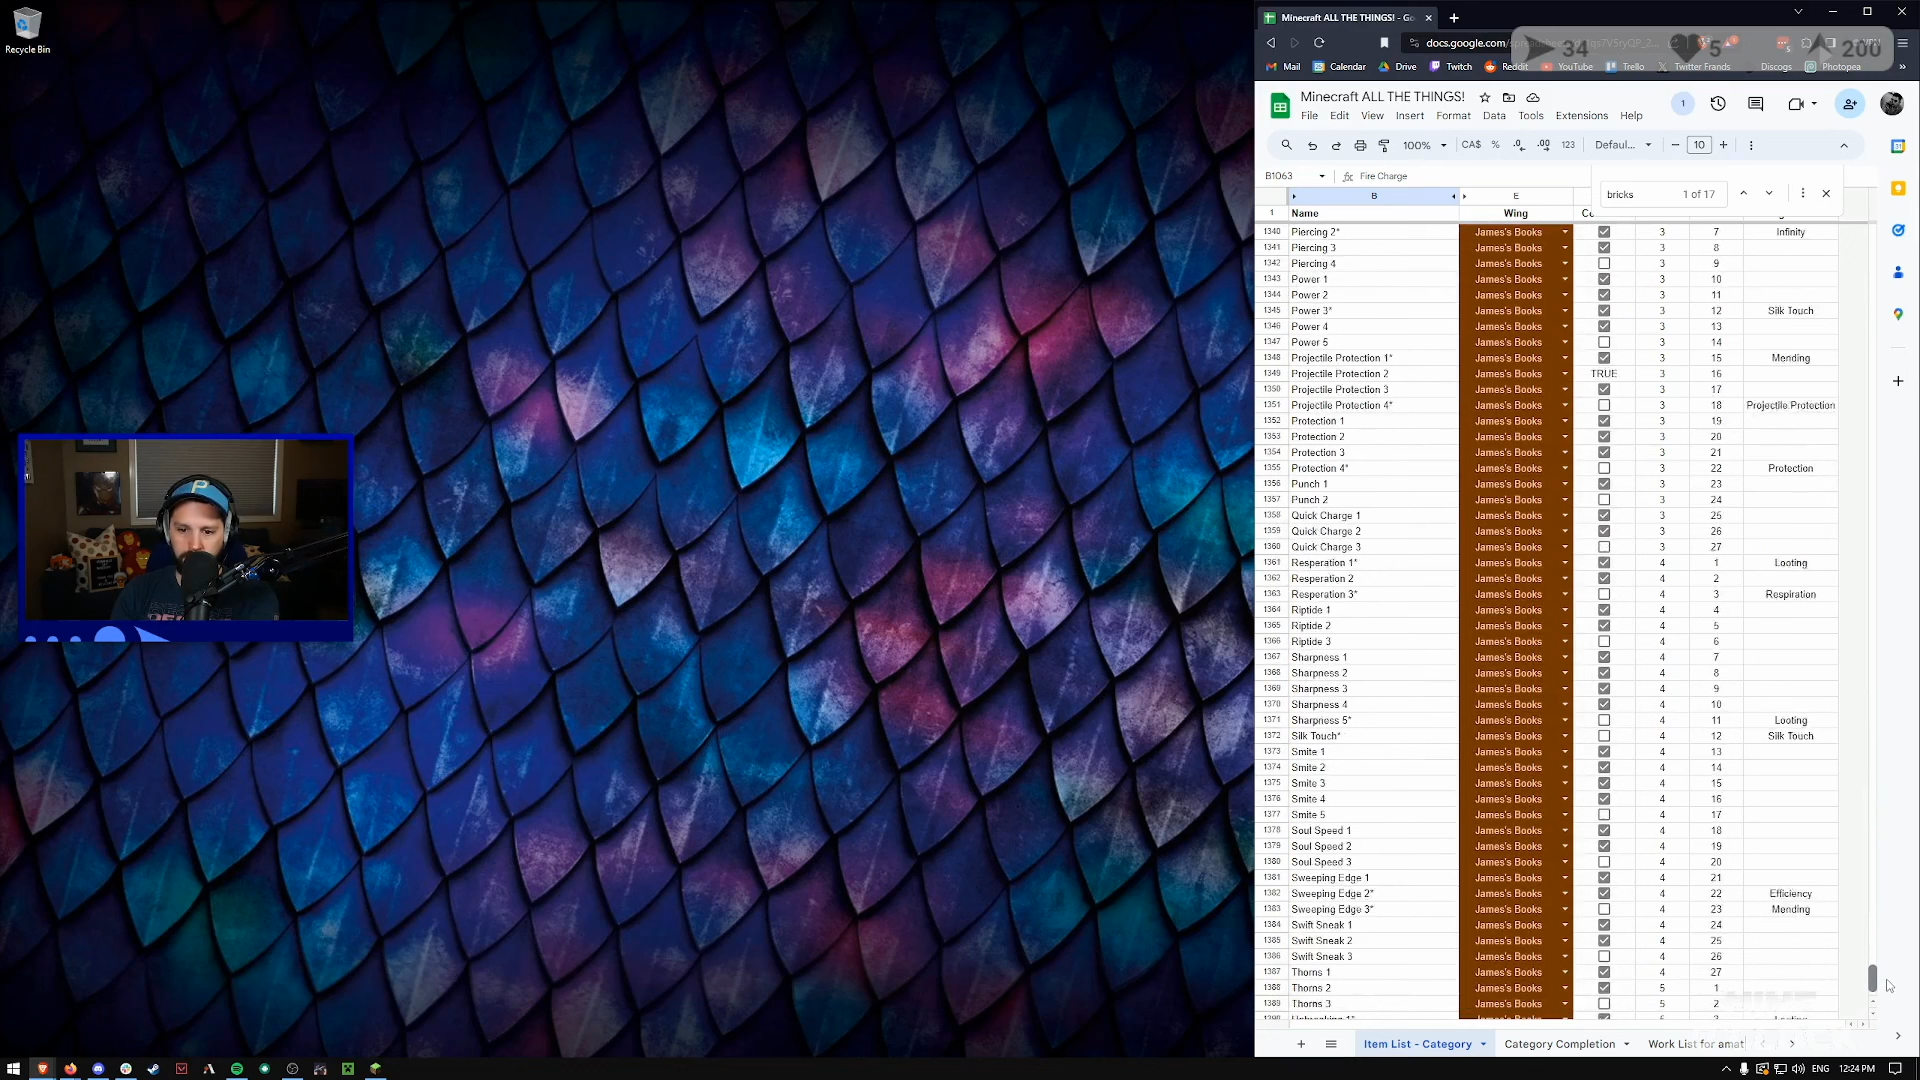 Recycle Bin
Minecraft ALL THE THINGS! - Go
docs.google.com/
34
5
200
Mail Calendar Drive Twitch Reddit YouTube Trello Twitter Frands Discogs Photopea
Minecraft ALL THE THINGS!
1
File Edit View Insert Format Data Tools Extensions Help
100% CA$ % .0 .00 123 Defaul... 10
B1063 Fire Charge
bricks 1 of 17
B E
1 Name Wing Co
1340 Piercing 2* James's Books 3 7 Infinity
1341 Piercing 3 James's Books 3 8
1342 Piercing 4 James's Books 3 9
1343 Power 1 James's Books 3 10
1344 Power 2 James's Books 3 11
1345 Power 3* James's Books 3 12 Silk Touch
1346 Power 4 James's Books 3 13
1347 Power 5 James's Books 3 14
1348 Projectile Protection 1* James's Books 3 15 Mending
1349 Projectile Protection 2 James's Books TRUE 3 16
1350 Projectile Protection 3 James's Books 3 17
1351 Projectile Protection 4* James's Books 3 18 Projectile Protection
1352 Protection 1 James's Books 3 19
1353 Protection 2 James's Books 3 20
1354 Protection 3 James's Books 3 21
1355 Protection 4* James's Books 3 22 Protection
1356 Punch 1 James's Books 3 23
1357 Punch 2 James's Books 3 24
1358 Quick Charge 1 James's Books 3 25
1359 Quick Charge 2 James's Books 3 26
1360 Quick Charge 3 James's Books 3 27
1361 Resperation 1* James's Books 4 1 Looting
1362 Resperation 2 James's Books 4 2
1363 Resperation 3* James's Books 4 3 Respiration
1364 Riptide 1 James's Books 4 4
1365 Riptide 2 James's Books 4 5
1366 Riptide 3 James's Books 4 6
1367 Sharpness 1 James's Books 4 7
1368 Sharpness 2 James's Books 4 8
1369 Sharpness 3 James's Books 4 9
1370 Sharpness 4 James's Books 4 10
1371 Sharpness 5* James's Books 4 11 Looting
1372 Silk Touch* James's Books 4 12 Silk Touch
1373 Smite 1 James's Books 4 13
1374 Smite 2 James's Books 4 14
1375 Smite 3 James's Books 4 15
1376 Smite 4 James's Books 4 16
1377 Smite 5 James's Books 4 17
1378 Soul Speed 1 James's Books 4 18
1379 Soul Speed 2 James's Books 4 19
1380 Soul Speed 3 James's Books 4 20
1381 Sweeping Edge 1 James's Books 4 21
1382 Sweeping Edge 2* James's Books 4 22 Efficiency
1383 Sweeping Edge 3* James's Books 4 23 Mending
1384 Swift Sneak 1 James's Books 4 24
1385 Swift Sneak 2 James's Books 4 25
1386 Swift Sneak 3 James's Books 4 26
1387 Thorns 1 James's Books 4 27
1388 Thorns 2 James's Books 5 1
1389 Thorns 3 James's Books 5 2
Item List - Category Category Completion Work List for amat
ENG 12:24 PM